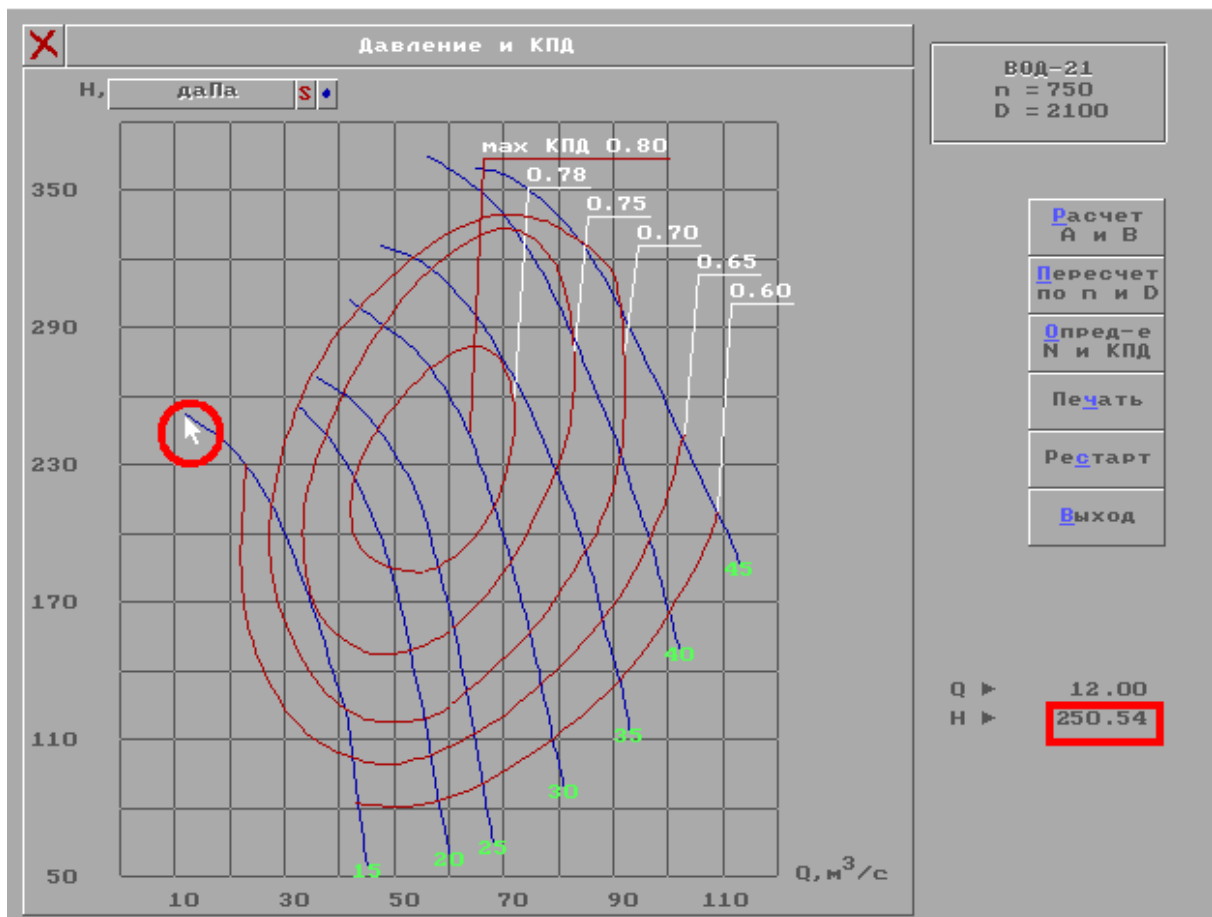 Давление и КПД
H, даПа S
ВОД-21
n = 750
D = 2100
max КПД 0.80
0.78
0.75
0.70
0.65
0.60
350
290
230
170
110
50
15
20
25
30
35
40
45
10 30 50 70 90 110
Q, м³/с
Расчет
А и В
Пересчет
по n и D
Опред-е
N и КПД
Печать
Рестарт
Выход
Q ► 12.00
H ► 250.54